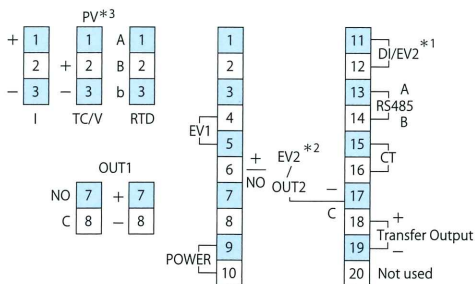 PV*3
+ 1 1 A 1
2 + 2 B 2
− 3 − 3 b 3
I TC/V RTD
OUT1
NO 7 + 7
C 8 − 8
1
2
3
4
EV1
5
6
7
8
9
POWER
10
+
NO
EV2*2
/
OUT2
−
C
11
DI/EV2*1
12
13 A
RS485
14 B
15
CT
16
17
18 +
Transfer Output
19 −
20 Not used